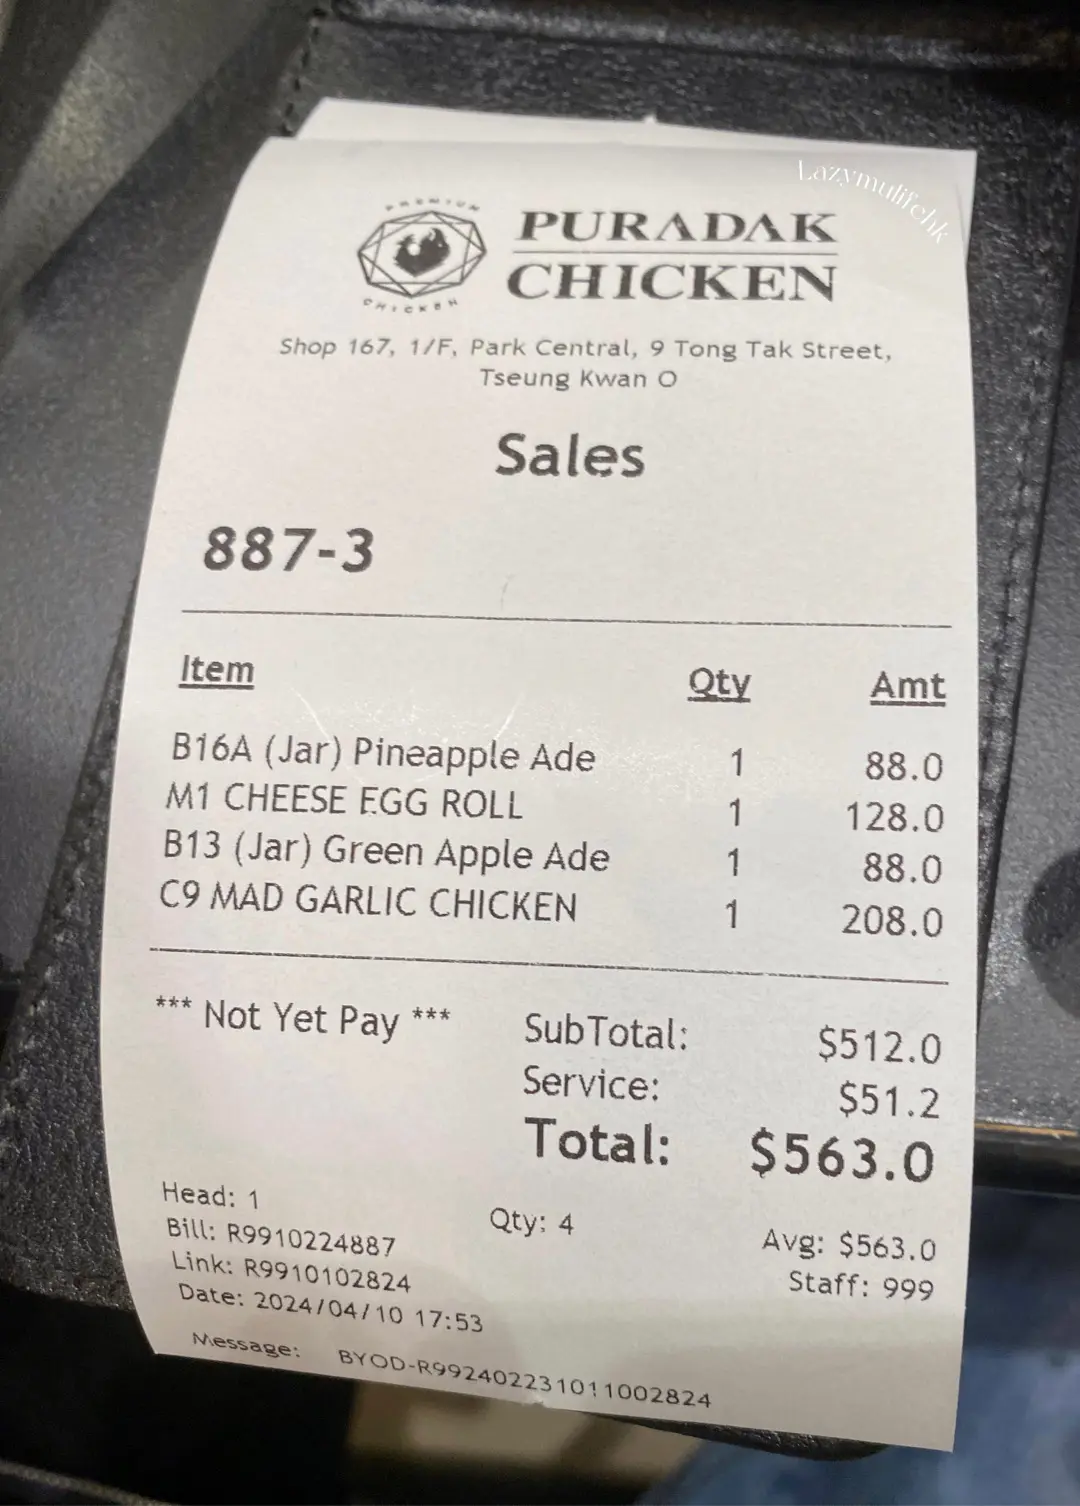 Lazymulifehk
PREMIUM
CHICKEN
PURADAK
CHICKEN
Shop 167, 1/F, Park Central, 9 Tong Tak Street,
Tseung Kwan O
Sales
887-3
Item Qty Amt
B16A (Jar) Pineapple Ade 1 88.0
M1 CHEESE EGG ROLL 1 128.0
B13 (Jar) Green Apple Ade 1 88.0
C9 MAD GARLIC CHICKEN 1 208.0
*** Not Yet Pay *** SubTotal: $512.0
Service: $51.2
Total: $563.0
Head: 1 Qty: 4 Avg: $563.0
Bill: R9910224887 Staff: 999
Link: R9910102824
Date: 2024/04/10 17:53
Message: BYOD-R992402231011002824